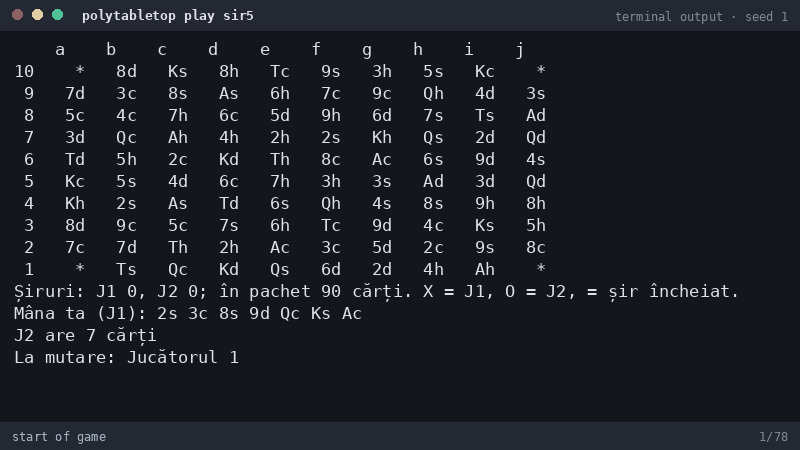 polytabletop play sir5
terminal output · seed 1
a b c d e f g h i j
10 * 8d Ks 8h Tc 9s 3h 5s Kc *
9 7d 3c 8s As 6h 7c 9c Qh 4d 3s
8 5c 4c 7h 6c 5d 9h 6d 7s Ts Ad
7 3d Qc Ah 4h 2h 2s Kh Qs 2d Qd
6 Td 5h 2c Kd Th 8c Ac 6s 9d 4s
5 Kc 5s 4d 6c 7h 3h 3s Ad 3d Qd
4 Kh 2s As Td 6s Qh 4s 8s 9h 8h
3 8d 9c 5c 7s 6h Tc 9d 4c Ks 5h
2 7c 7d Th 2h Ac 3c 5d 2c 9s 8c
1 * Ts Qc Kd Qs 6d 2d 4h Ah *
Șiruri: J1 0, J2 0; în pachet 90 cărți. X = J1, O = J2, = șir încheiat.
Mâna ta (J1): 2s 3c 8s 9d Qc Ks Ac
J2 are 7 cărți
La mutare: Jucătorul 1
start of game
1/78